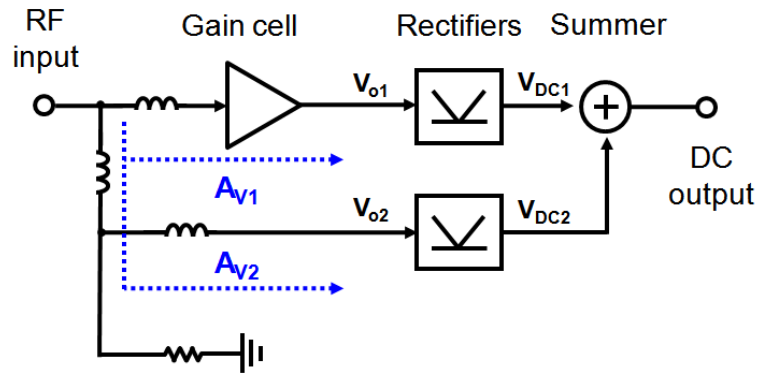 RF
input
Gain cell
Rectifiers
Summer
Vo1
VDC1
+
DC
output
AV1
Vo2
VDC2
AV2